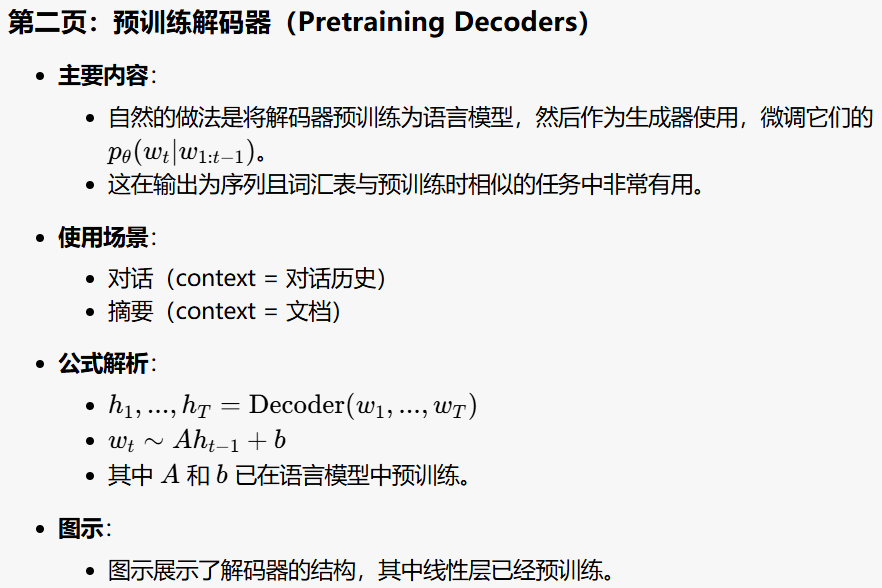 第二页：预训练解码器（Pretraining Decoders）
• 主要内容：
• 自然的做法是将解码器预训练为语言模型，然后作为生成器使用，微调它们的
$p_\theta(w_t|w_{1:t-1})$。
• 这在输出为序列且词汇表与预训练时相似的任务中非常有用。
• 使用场景：
• 对话（context = 对话历史）
• 摘要（context = 文档）
• 公式解析：
• $h_1, ..., h_T = \text{Decoder}(w_1, ..., w_T)$
• $w_t \sim Ah_{t-1} + b$
• 其中 $A$ 和 $b$ 已在语言模型中预训练。
• 图示：
• 图示展示了解码器的结构，其中线性层已经预训练。